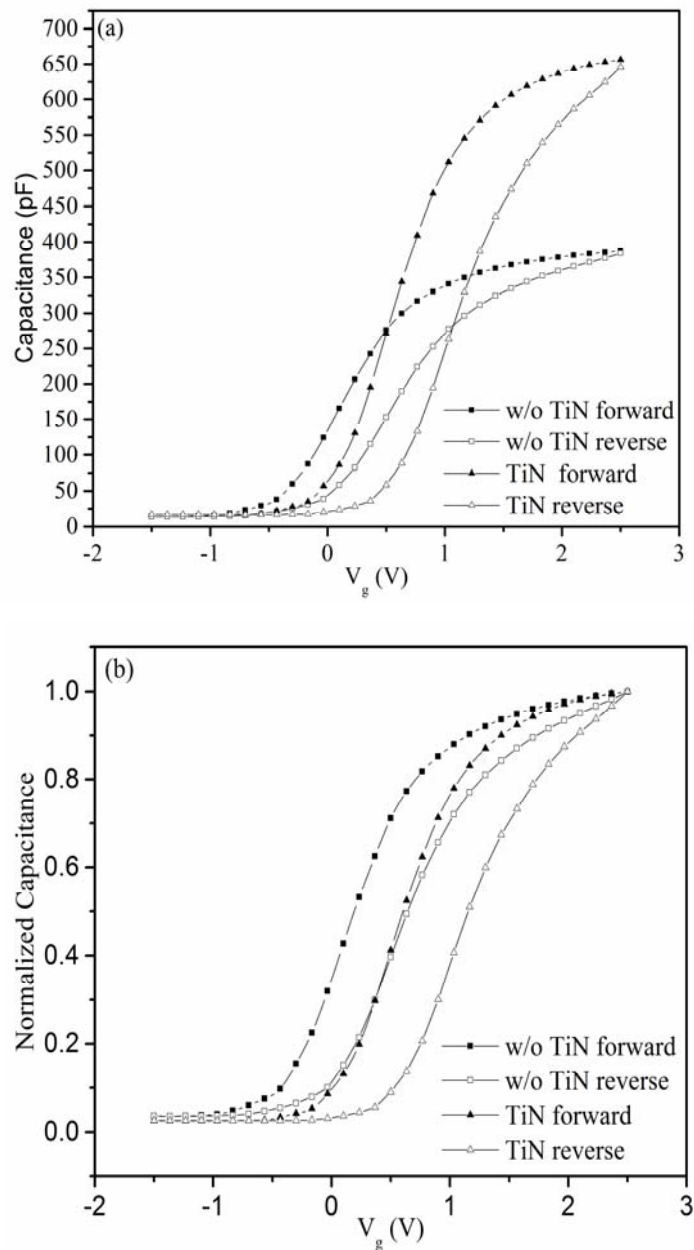 (a)
700
650
600
550
500
450
400
350
300
250
200
150
100
50
0
Capacitance (pF)
w/o TiN forward
w/o TiN reverse
TiN forward
TiN reverse
-2 -1 0 1 2 3
V_g (V)
(b)
1.0
0.8
0.6
0.4
0.2
0.0
Normalized Capacitance
w/o TiN forward
w/o TiN reverse
TiN forward
TiN reverse
-2 -1 0 1 2 3
V_g (V)